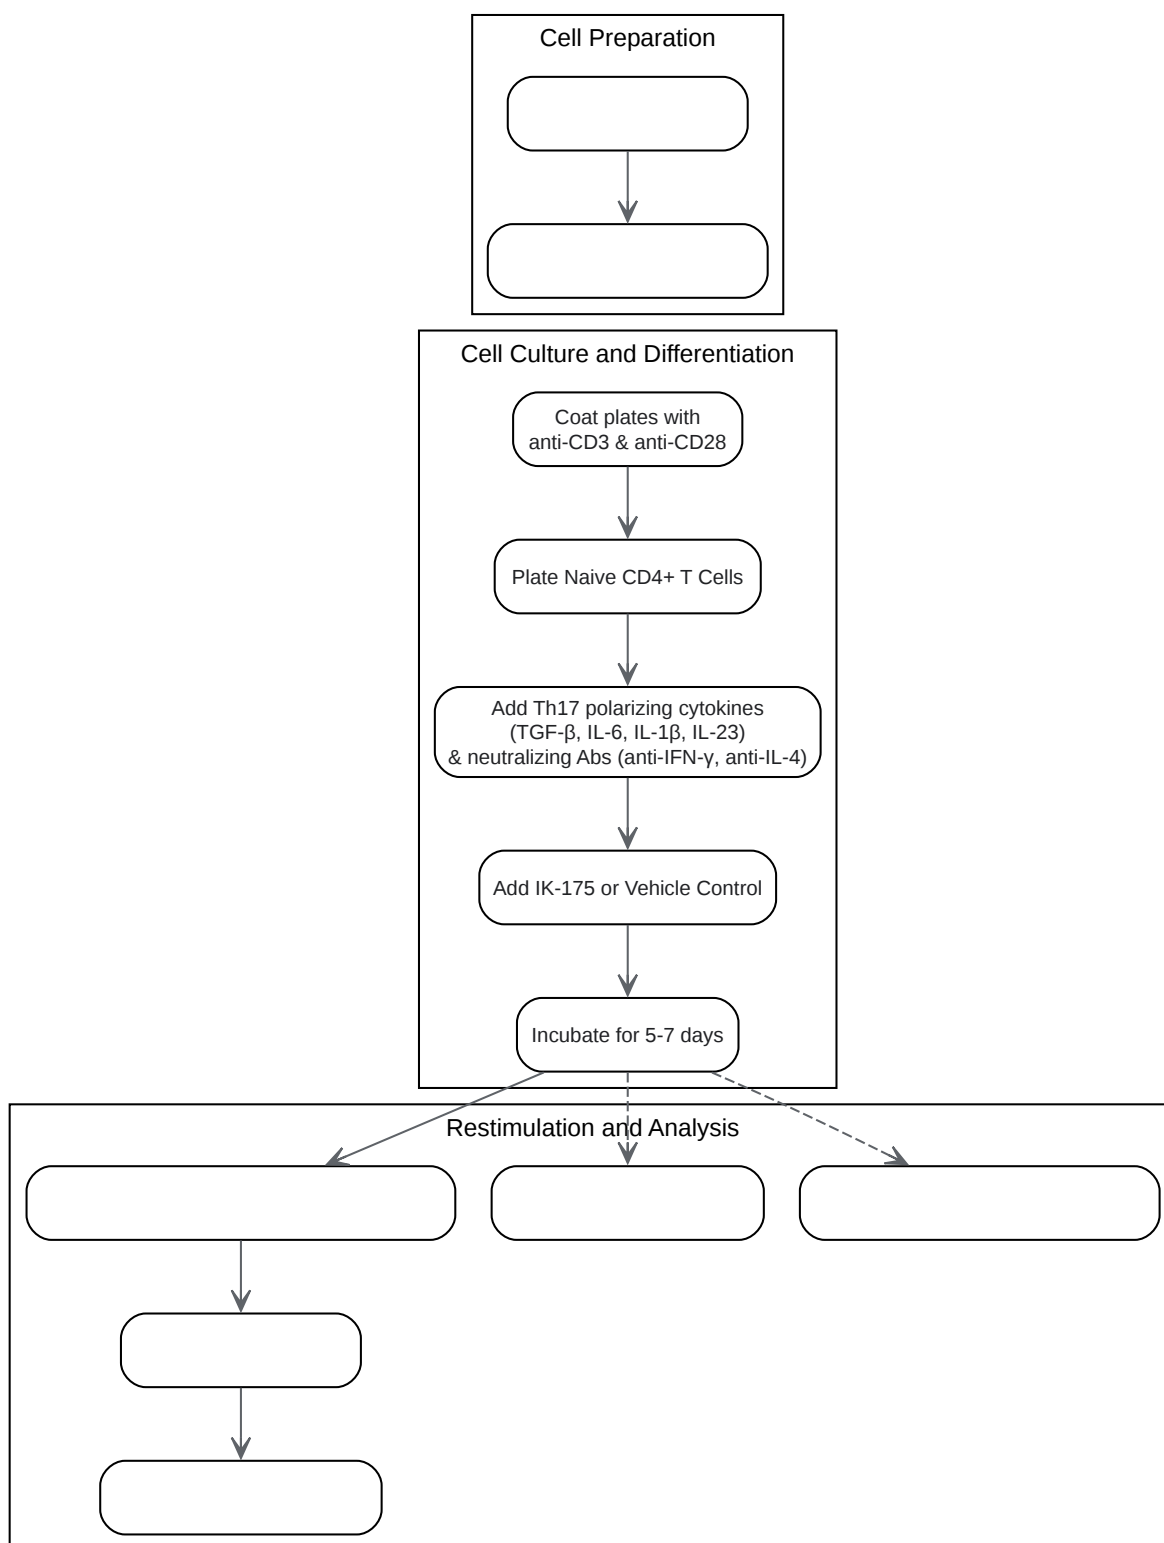 Cell Preparation
Cell Culture and Differentiation
Coat plates with
anti-CD3 & anti-CD28
Plate Naive CD4+ T Cells
Add Th17 polarizing cytokines
(TGF-β, IL-6, IL-1β, IL-23)
& neutralizing Abs (anti-IFN-γ, anti-IL-4)
Add IK-175 or Vehicle Control
Incubate for 5-7 days
Restimulation and Analysis